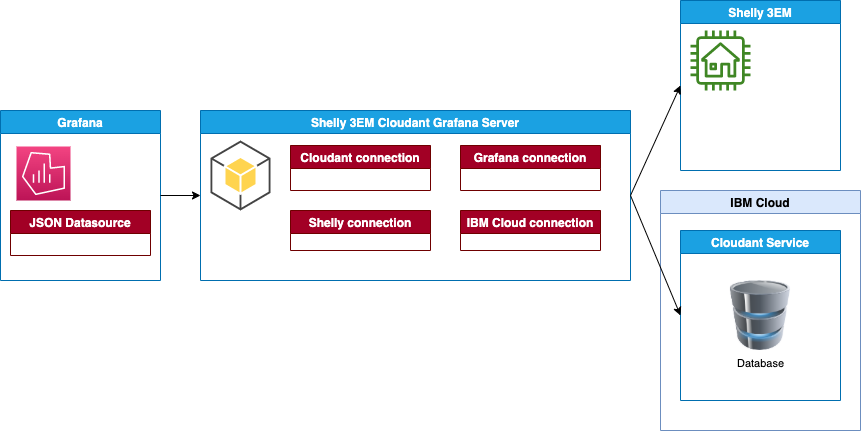 Shelly 3EM
Grafana
JSON Datasource
Shelly 3EM Cloudant Grafana Server
Cloudant connection
Grafana connection
Shelly connection
IBM Cloud connection
IBM Cloud
Cloudant Service
Database